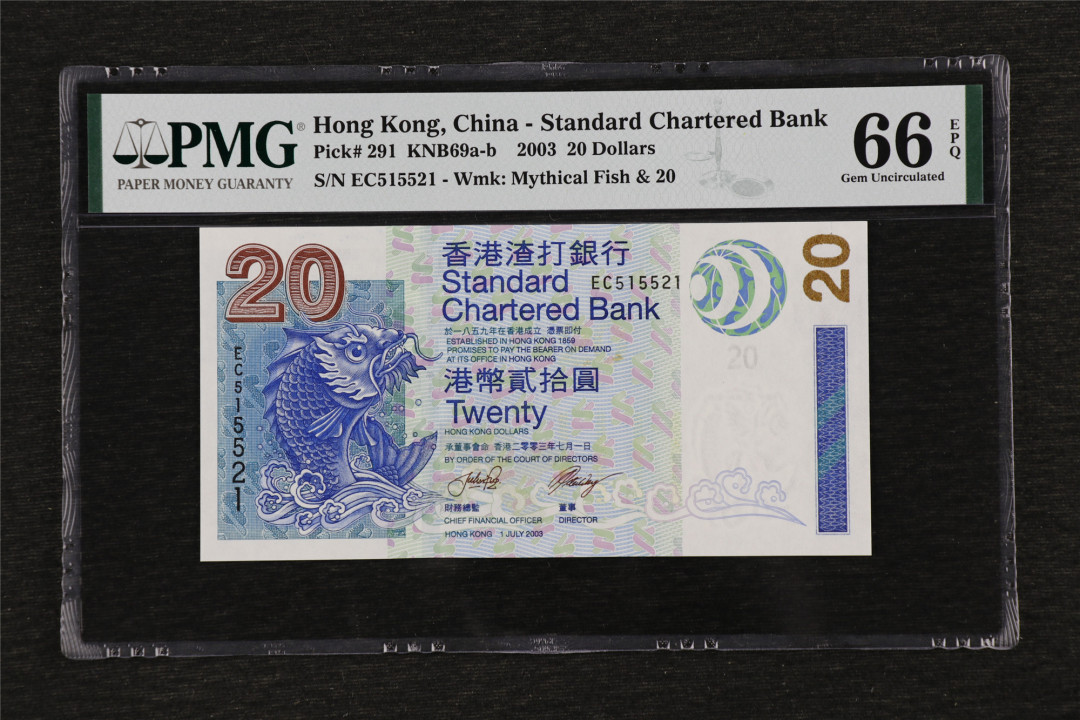 PMG®
PAPER MONEY GUARANTY
Hong Kong, China - Standard Chartered Bank
Pick# 291 KNB69a-b 2003 20 Dollars
S/N EC515521 - Wmk: Mythical Fish & 20
66
EPQ
Gem Uncirculated
20
香港渣打銀行
Standard
Chartered Bank
EC515521
20
於一八五九年在香港成立 憑票即付
ESTABLISHED IN HONG KONG 1859
PROMISES TO PAY THE BEARER ON DEMAND
AT ITS OFFICE IN HONG KONG
20
EC515521
港幣貳拾圓
Twenty
HONG KONG DOLLARS
承董事會命 香港二零零三年七月一日
BY ORDER OF THE COURT OF DIRECTORS
財務總監 董事
CHIEF FINANCIAL OFFICER DIRECTOR
HONG KONG 1 JULY 2003